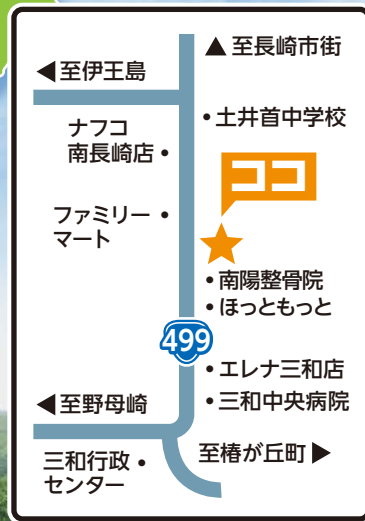 ▲ 至長崎市街
◀至伊王島
•土井首中学校
ナフコ
南長崎店•
ココ
ファミリー•
マート
•南陽整骨院
•ほっともっと
499
•エレナ三和店
•三和中央病院
◀至野母崎
至椿が丘町▶
三和行政•
センター